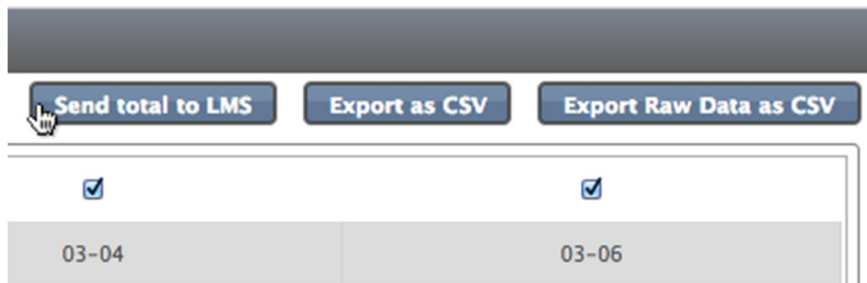 Send total to LMS Export as CSV Export Raw Data as CSV
03-04 03-06